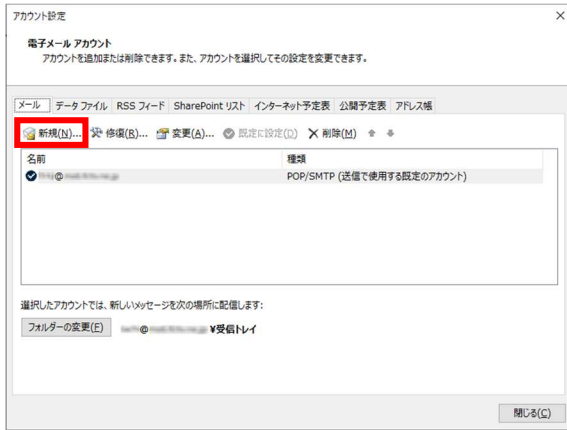 アカウント設定
電子メール アカウント
アカウントを追加または削除できます。また、アカウントを選択してその設定を変更できます。
メール データ ファイル RSS フィード SharePoint リスト インターネット予定表 公開予定表 アドレス帳
新規(N)... 修復(R)... 変更(A)... 既定に設定(D) 削除(M)
名前 種類
@ POP/SMTP (送信で使用する既定のアカウント)
選択したアカウントでは、新しいメッセージを次の場所に配信します:
フォルダーの変更(F) @ ¥受信トレイ
閉じる(C)